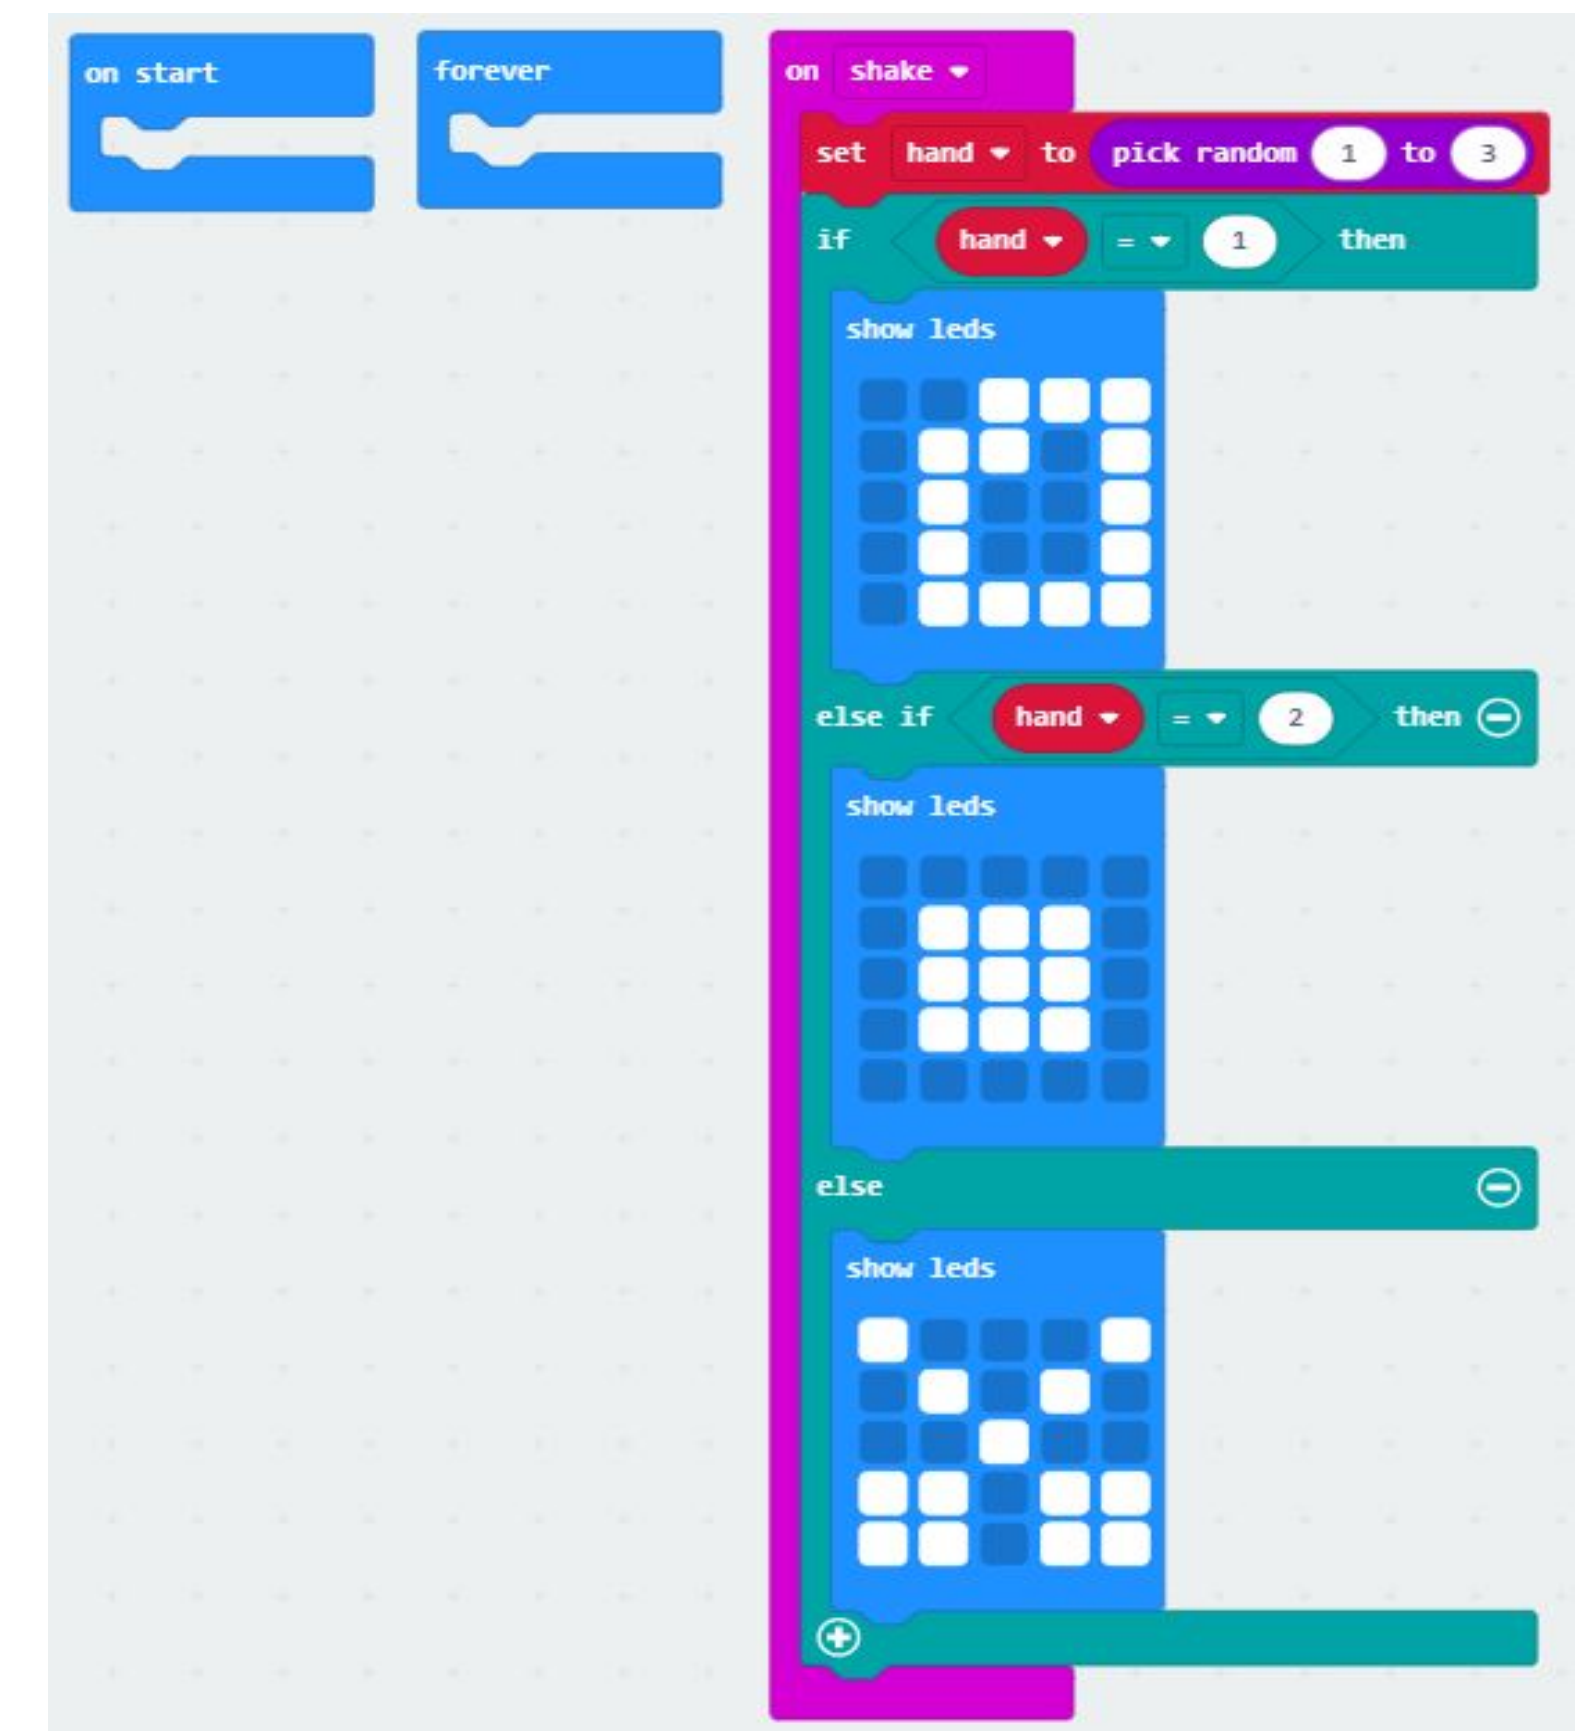 on start
forever
on shake
set hand to pick random 1 to 3
if hand = 1 then
show leds
else if hand = 2 then
show leds
else
show leds